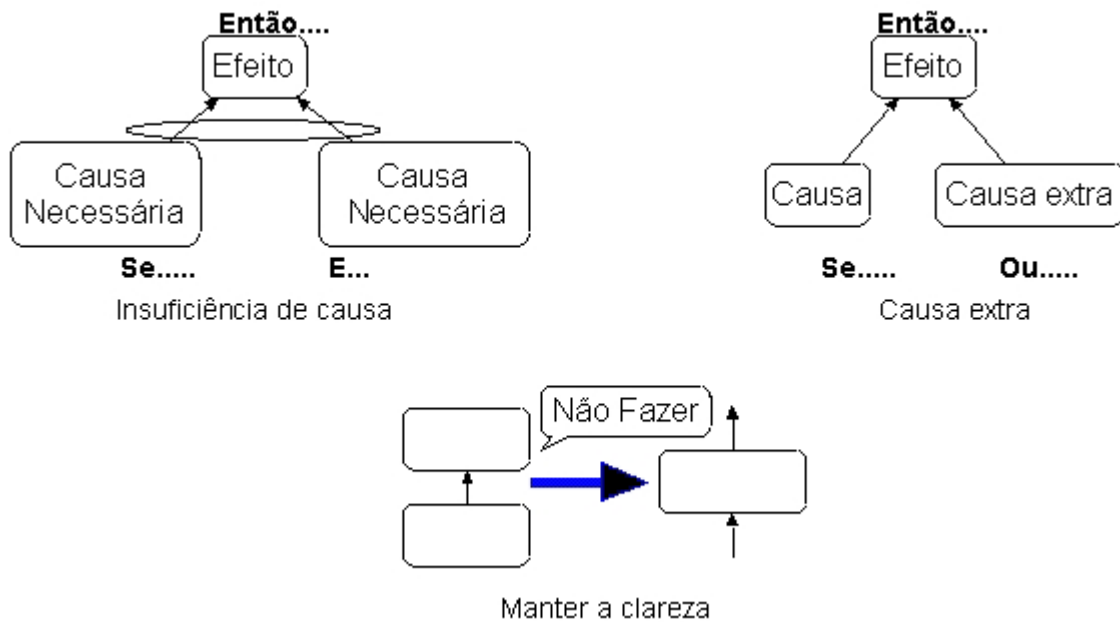 Então....
Efeito
Causa
Necessária
Causa
Necessária
Se.....
E...
Insuficiência de causa
Então....
Efeito
Causa
Causa extra
Se.....
Ou.....
Causa extra
Não Fazer
Manter a clareza